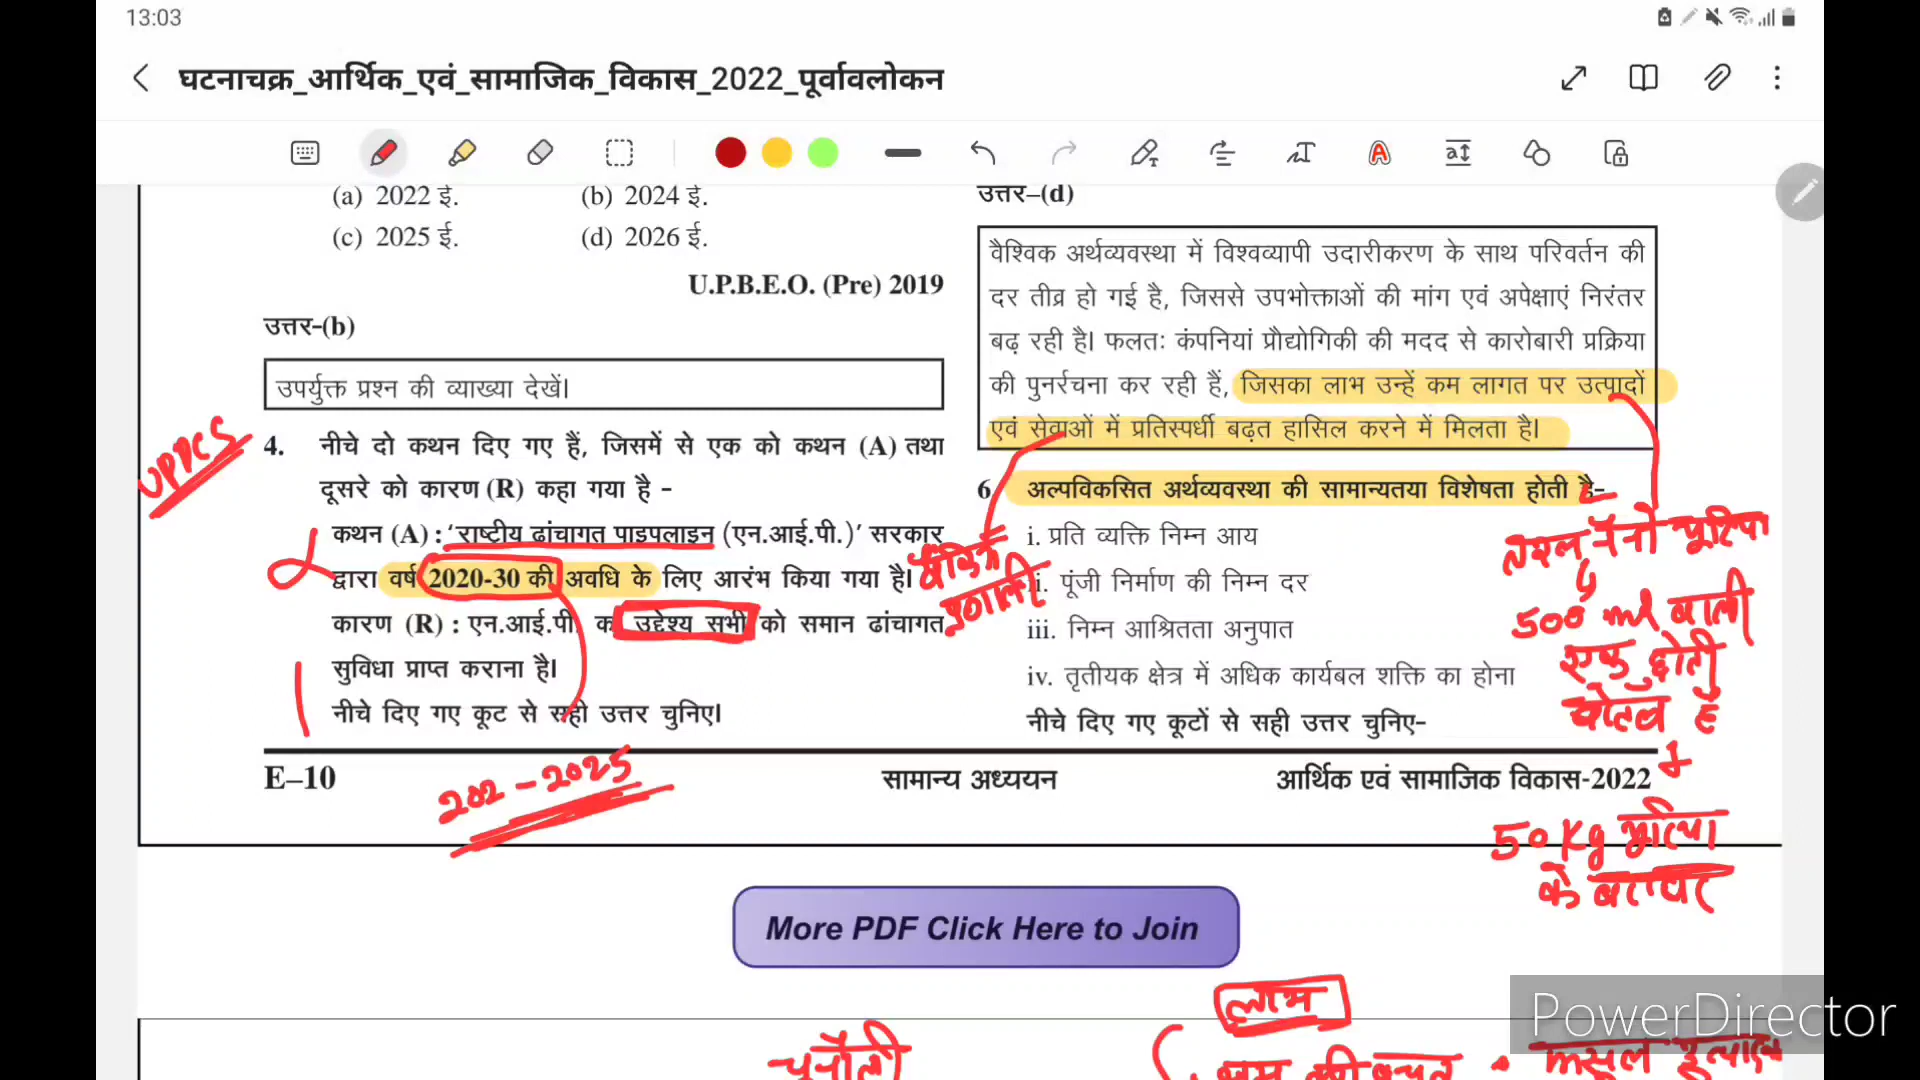 13:03
घटनाचक्र_आर्थिक_एवं_सामाजिक_विकास_2022_पूर्वावलोकन
(a) 2022 ई. (b) 2024 ई.
(c) 2025 ई. (d) 2026 ई.
U.P.B.E.O. (Pre) 2019
उत्तर-(b)
उपर्युक्त प्रश्न की व्याख्या देखें।
UPPCS
4. नीचे दो कथन दिए गए हैं, जिसमें से एक को कथन (A) तथा
दूसरे को कारण (R) कहा गया है -
कथन (A) : 'राष्ट्रीय ढांचागत पाइपलाइन (एन.आई.पी.)' सरकार
द्वारा वर्ष 2020-30 की अवधि के लिए आरंभ किया गया है।
कारण (R) : एन.आई.पी. का उद्देश्य सभी को समान ढांचागत
सुविधा प्राप्त कराना है।
नीचे दिए गए कूट से सही उत्तर चुनिए।
202-2025
उत्तर–(d)
वैश्विक अर्थव्यवस्था में विश्वव्यापी उदारीकरण के साथ परिवर्तन की
दर तीव्र हो गई है, जिससे उपभोक्ताओं की मांग एवं अपेक्षाएं निरंतर
बढ़ रही है। फलतः कंपनियां प्रौद्योगिकी की मदद से कारोबारी प्रक्रिया
की पुनर्रचना कर रही हैं, जिसका लाभ उन्हें कम लागत पर उत्पादों
एवं सेवाओं में प्रतिस्पर्धी बढ़त हासिल करने में मिलता है।
6 अल्पविकसित अर्थव्यवस्था की सामान्यतया विशेषता होती है-
i. प्रति व्यक्ति निम्न आय
ii. पूंजी निर्माण की निम्न दर
iii. निम्न आश्रितता अनुपात
iv. तृतीयक क्षेत्र में अधिक कार्यबल शक्ति का होना
नीचे दिए गए कूटों से सही उत्तर चुनिए-
बैंकिंग
प्रणाली
तरल नैनो यूरिया
500 ml वाली
एक छोटी
बोतल है
50 Kg यूरिया
के बराबर
E–10 सामान्य अध्ययन आर्थिक एवं सामाजिक विकास-2022
More PDF Click Here to Join
लाभ
चुनौती
PowerDirector